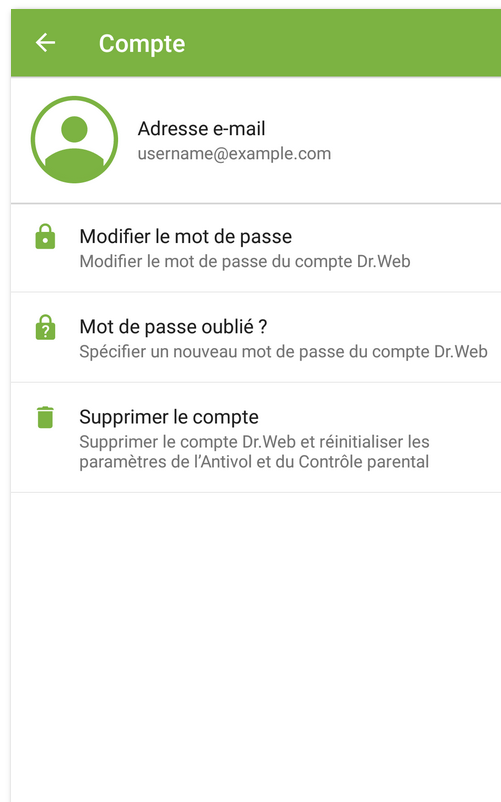 Compte
Adresse e-mail
username@example.com
Modifier le mot de passe
Modifier le mot de passe du compte Dr.Web
Mot de passe oublié ?
Spécifier un nouveau mot de passe du compte Dr.Web
Supprimer le compte
Supprimer le compte Dr.Web et réinitialiser les
paramètres de l’Antivol et du Contrôle parental